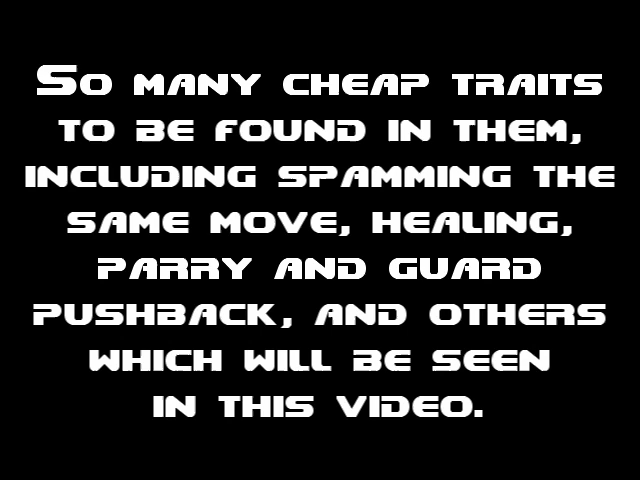 So many cheap traits
to be found in them,
including spamming the
same move, healing,
parry and guard
pushback, and others
which will be seen
in this video.